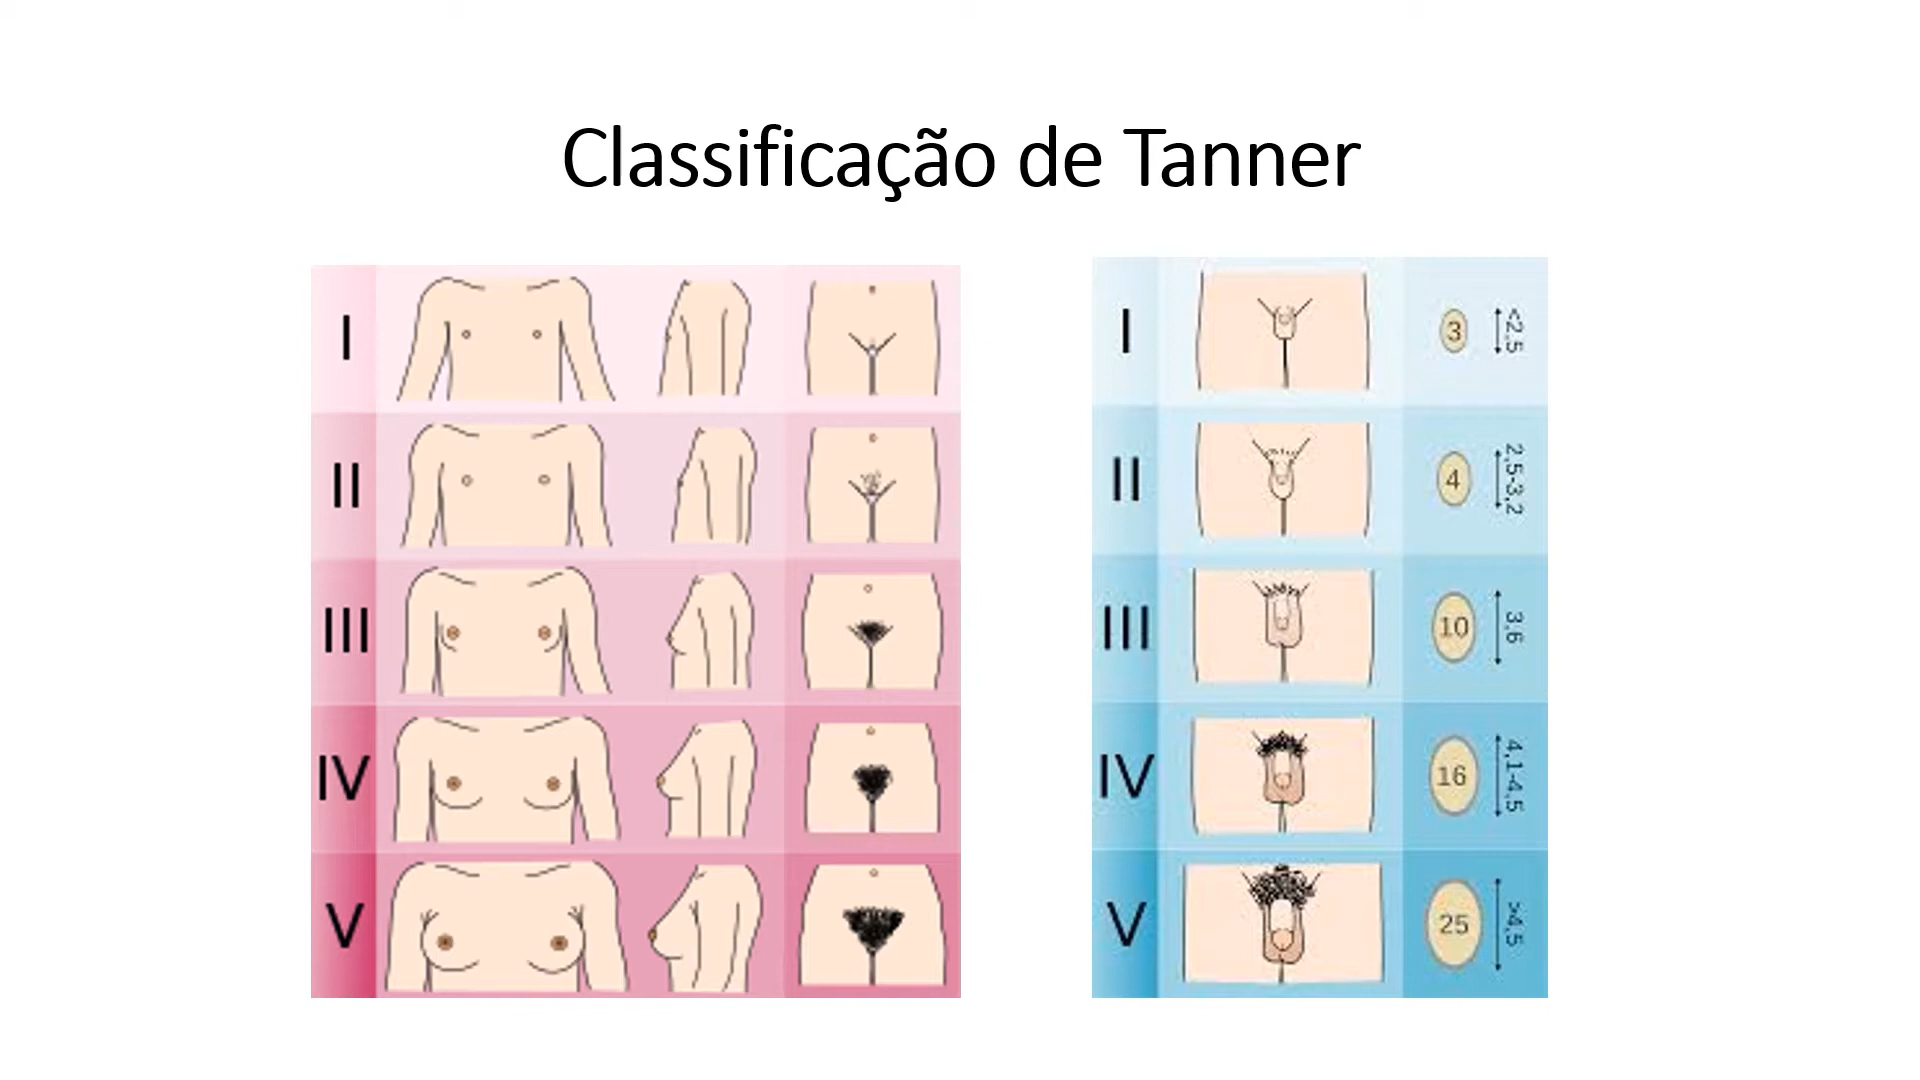 Classificação de Tanner
I
II
III
IV
V
I
3
<2,5
II
4
2,5-3,2
III
10
3,6
IV
16
4,1-4,5
V
25
>4,5